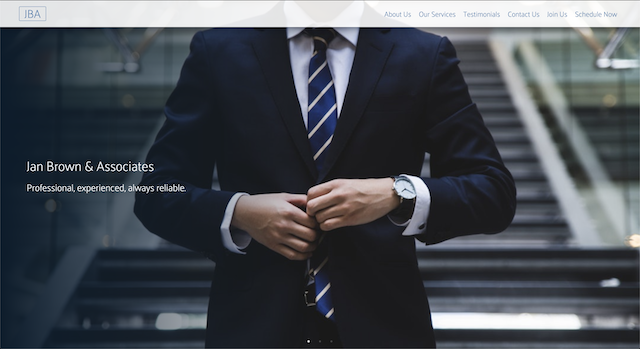 JBA
About Us Our Services Testimonials Contact Us Join Us Schedule Now
Jan Brown & Associates
Professional, experienced, always reliable.